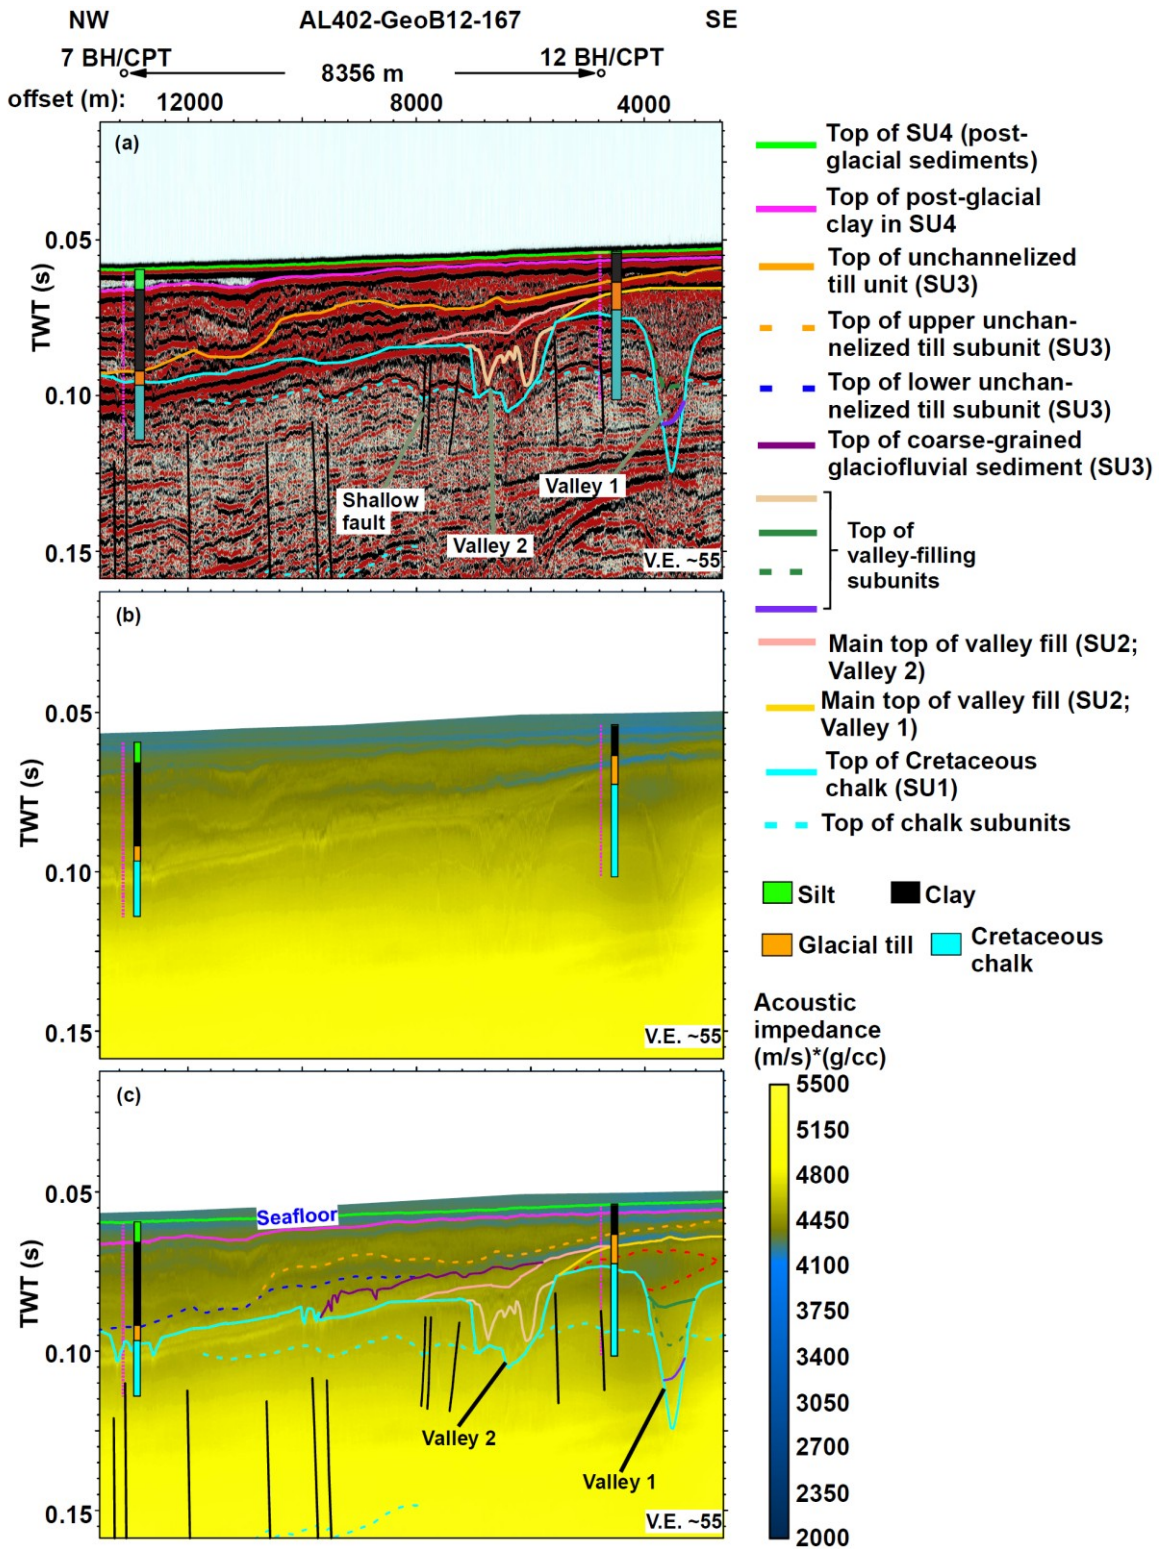 NW AL402-GeoB12-167 SE
7 BH/CPT 12 BH/CPT
8356 m
offset (m): 12000 8000 4000
(a)
0.05
0.10
0.15
TWT (s)
Shallow
fault
Valley 2
Valley 1
V.E. ~55
(b)
0.05
0.10
0.15
TWT (s)
V.E. ~55
(c)
0.05
0.10
0.15
TWT (s)
Seafloor
Valley 2
Valley 1
V.E. ~55
Top of SU4 (post-
glacial sediments)
Top of post-glacial
clay in SU4
Top of unchannelized
till unit (SU3)
Top of upper unchan-
nelized till subunit (SU3)
Top of lower unchan-
nelized till subunit (SU3)
Top of coarse-grained
glaciofluvial sediment (SU3)
Top of
valley-filling
subunits
Main top of valley fill (SU2;
Valley 2)
Main top of valley fill (SU2;
Valley 1)
Top of Cretaceous
chalk (SU1)
Top of chalk subunits
Silt Clay
Glacial till Cretaceous
chalk
Acoustic
impedance
(m/s)*(g/cc)
5500
5150
4800
4450
4100
3750
3400
3050
2700
2350
2000